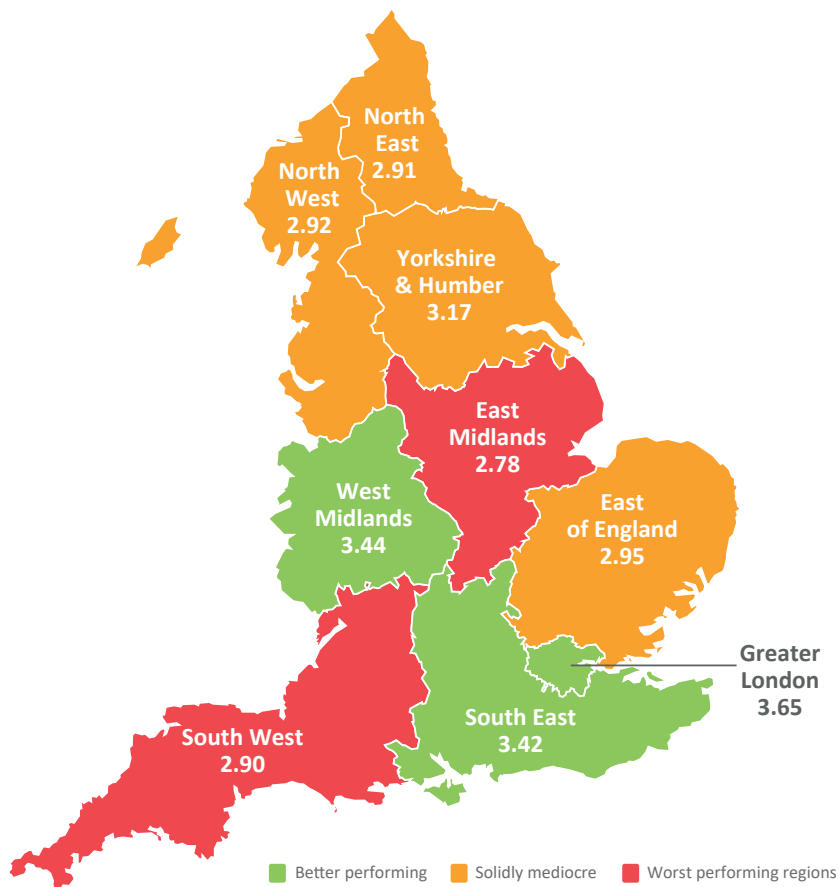 North
East
2.91
North
West
2.92
Yorkshire
& Humber
3.17
East
Midlands
2.78
West
Midlands
3.44
East
of England
2.95
Greater
London
3.65
South East
3.42
South West
2.90
Better performing
Solidly mediocre
Worst performing regions